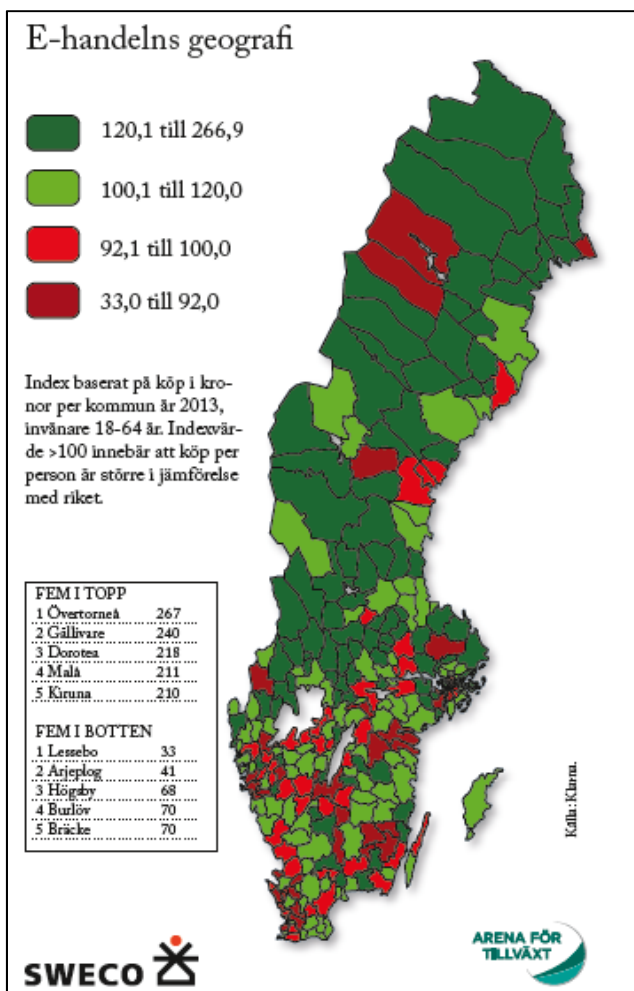 E-handelns geografi
120,1 till 266,9
100,1 till 120,0
92,1 till 100,0
33,0 till 92,0
Index baserat på köp i kro-
nor per kommun år 2013,
invånare 18-64 år. Indexvär-
de >100 innebär att köp per
person är större i jämförelse
med riket.
FEM I TOPP
1 Övertorneå 267
2 Gällivare 240
3 Dorotea 218
4 Malå 211
5 Kiruna 210
FEM I BOTTEN
1 Lessebo 33
2 Arjeplog 41
3 Högsby 68
4 Burlöv 70
5 Bräcke 70
Källa: Klarna.
SWECO
ARENA FÖR
TILLVÄXT